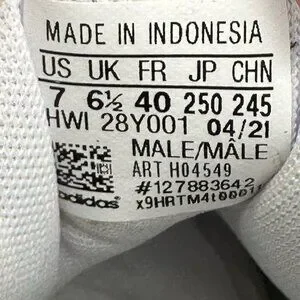 MADE IN INDONESIA
US UK FR JP CHN
7 6½ 40 250 245
HWI 28Y001 04/21
MALE/MÂLE
ART H04549
#127883642
adidas